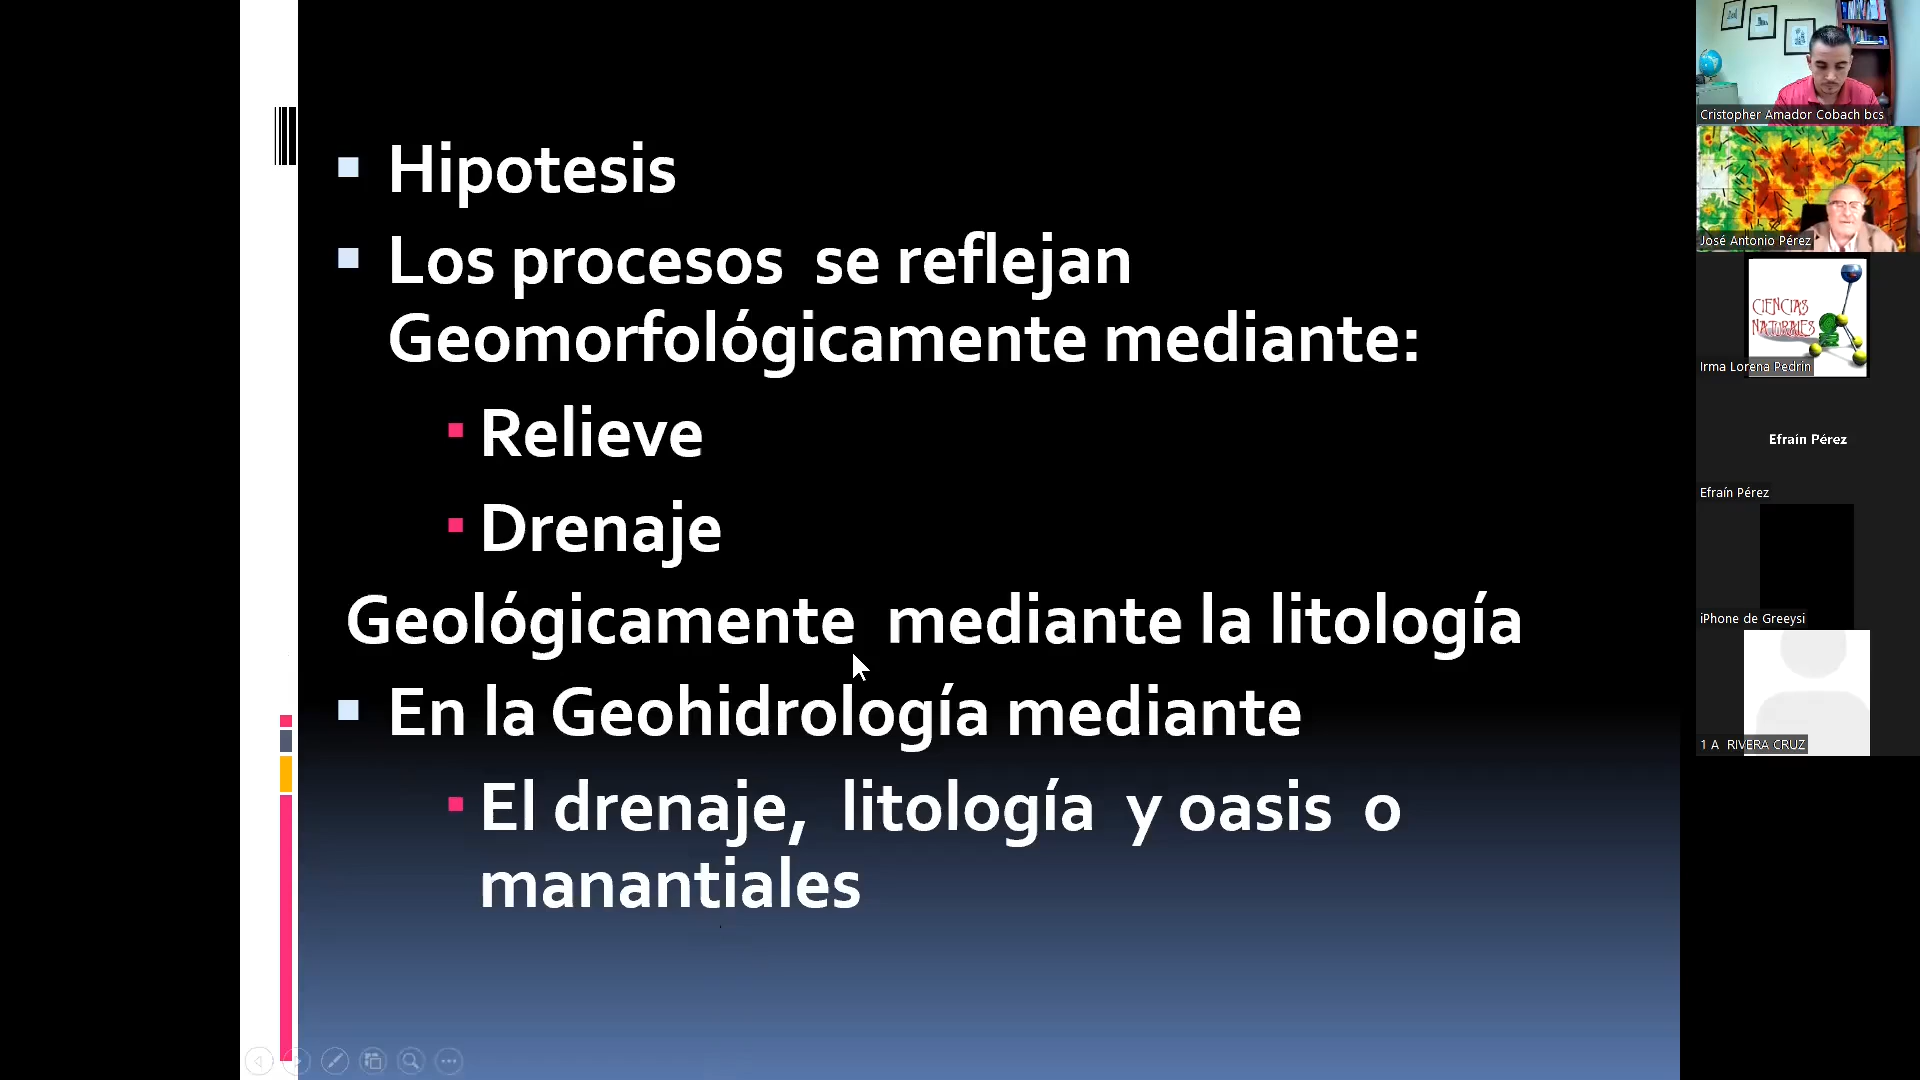 Hipotesis
Los procesos se reflejan
Geomorfológicamente mediante:
Relieve
Drenaje
Geológicamente mediante la litología
En la Geohidrología mediante
El drenaje, litología y oasis o
manantiales
Cristopher Amador Cobach bcs
José Antonio Pérez
CIENCIAS
NATURALES
Irma Lorena Pedrín
Efraín Pérez
Efraín Pérez
iPhone de Greeysi
1 A RIVERA CRUZ